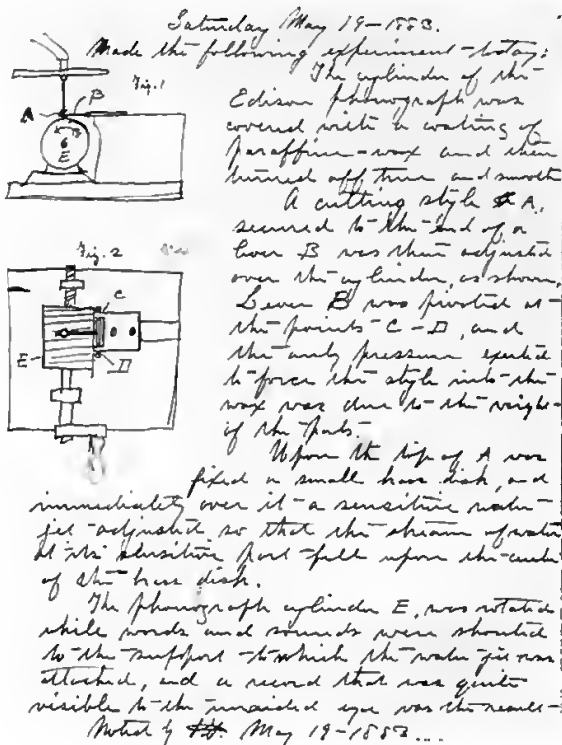 Saturday May 19-1883.
Made the following experiment-today:
Fig. 1
A
B
E
The cylinder of the
Edison phonograph was
covered with a coating of
paraffine-wax and then
turned off true and smooth
A cutting style A,
secured to the end of a
lever B was then adjusted
over the cylinder, as shown.
Lever B was pivoted at
the points C-D, and
the only pressure exerted
to force the style into the
wax was due to the weight
of the parts-
Fig. 2
C
E
D
Upon the top of A was
fixed a small brass disk, and
immediately over it a sensitive water
jet adjusted so that the stream of water
at its sensitive part fell upon the center
of the brass disk.
The phonograph cylinder E, was rotated
while words and sounds were shouted
to the support to which the water jet was
attached, and a record that was quite
visible to the unaided eye was the result-
Noted by May 19-1883...